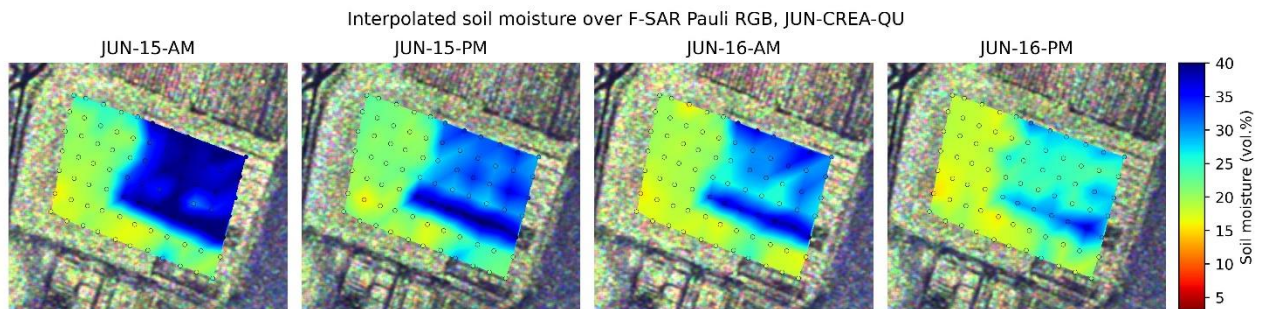 Interpolated soil moisture over F-SAR Pauli RGB, JUN-CREA-QU
JUN-15-AM
JUN-15-PM
JUN-16-AM
JUN-16-PM
40
35
30
25
20
15
10
5
Soil moisture (vol.%)